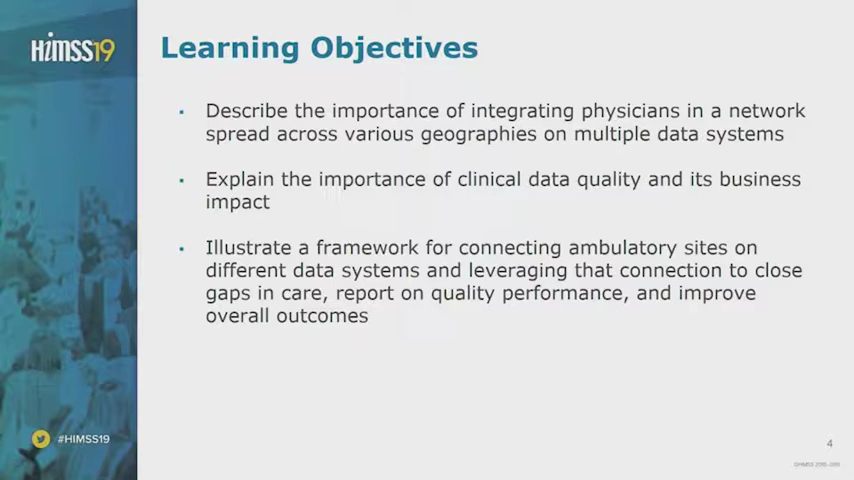 HiMSS19
Learning Objectives
Describe the importance of integrating physicians in a network
spread across various geographies on multiple data systems
Explain the importance of clinical data quality and its business
impact
Illustrate a framework for connecting ambulatory sites on
different data systems and leveraging that connection to close
gaps in care, report on quality performance, and improve
overall outcomes
#HIMSS19
4